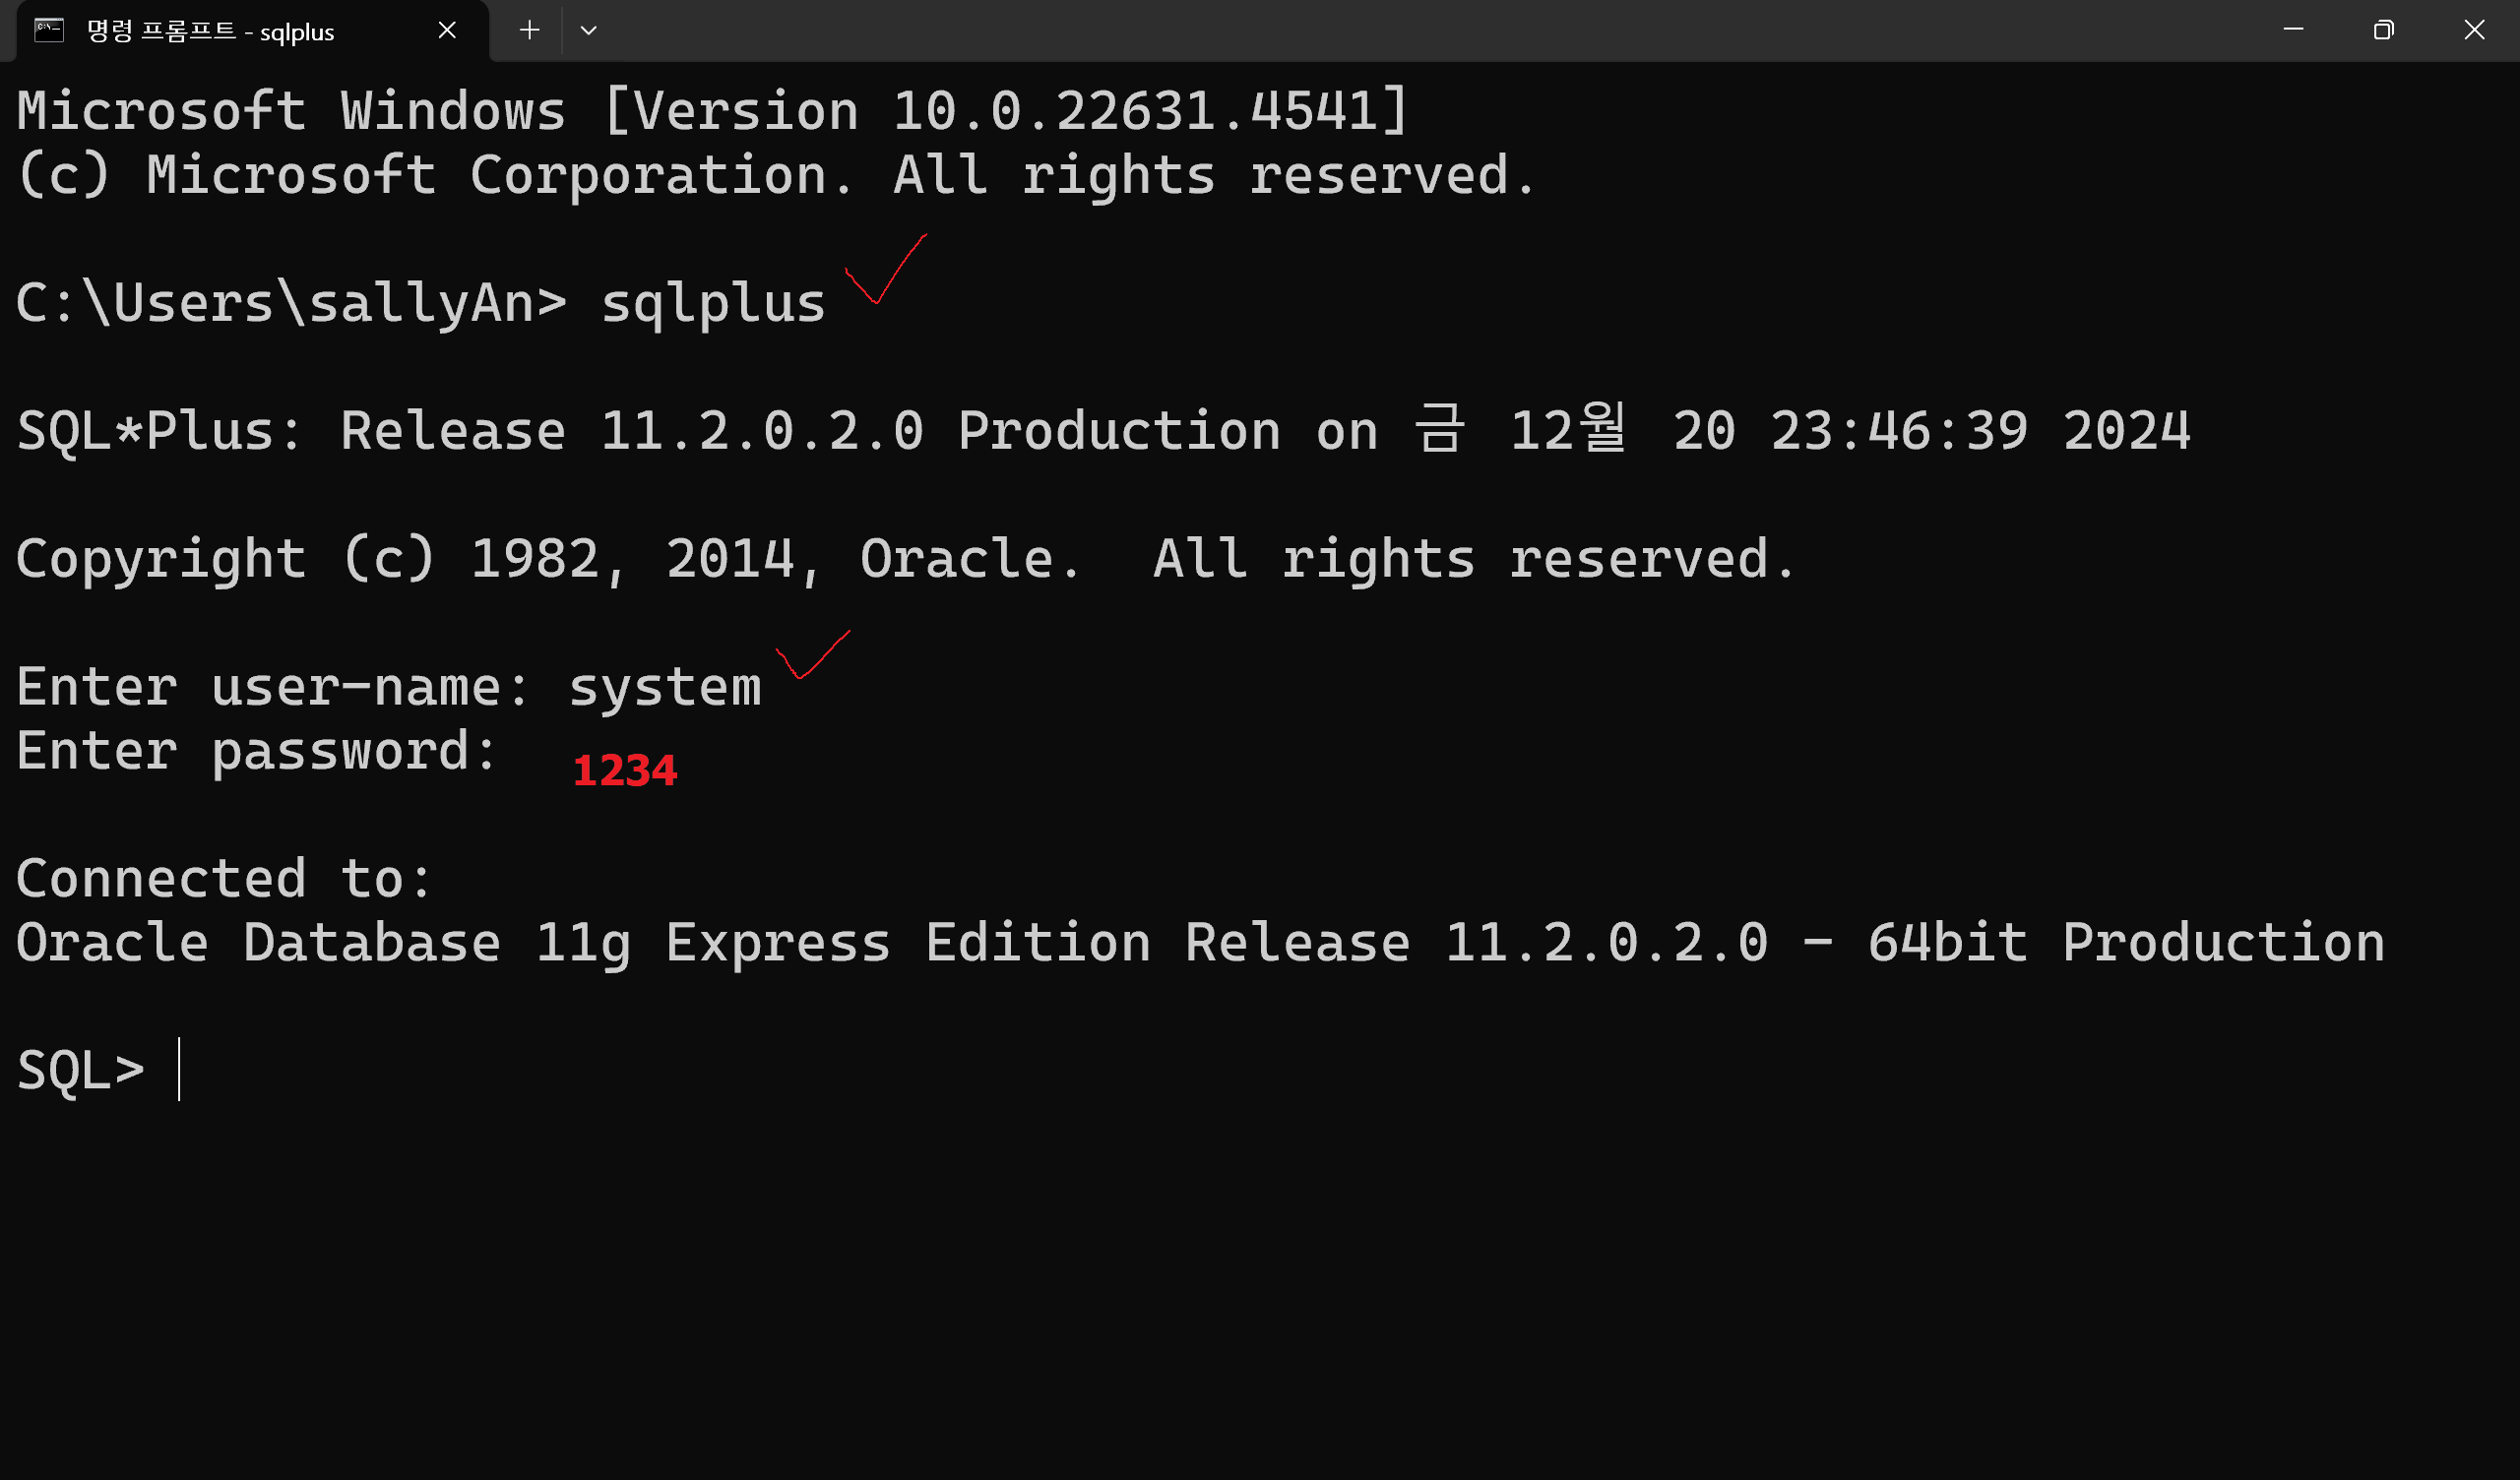 명령 프롬프트 - sqlplus
Microsoft Windows [Version 10.0.22631.4541]
(c) Microsoft Corporation. All rights reserved.
C:\Users\sallyAn> sqlplus
SQL*Plus: Release 11.2.0.2.0 Production on 금 12월 20 23:46:39 2024
Copyright (c) 1982, 2014, Oracle.  All rights reserved.
Enter user-name: system
Enter password: 1234
Connected to:
Oracle Database 11g Express Edition Release 11.2.0.2.0 - 64bit Production
SQL>